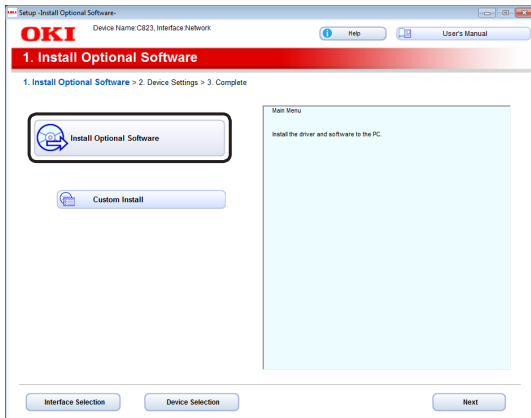 Setup -Install Optional Software-
OKI
Device Name:C823, Interface:Network
Help
User's Manual
1. Install Optional Software
1. Install Optional Software > 2. Device Settings > 3. Complete
Install Optional Software
Custom Install
Main Menu
Install the driver and software to the PC.
Interface Selection
Device Selection
Next